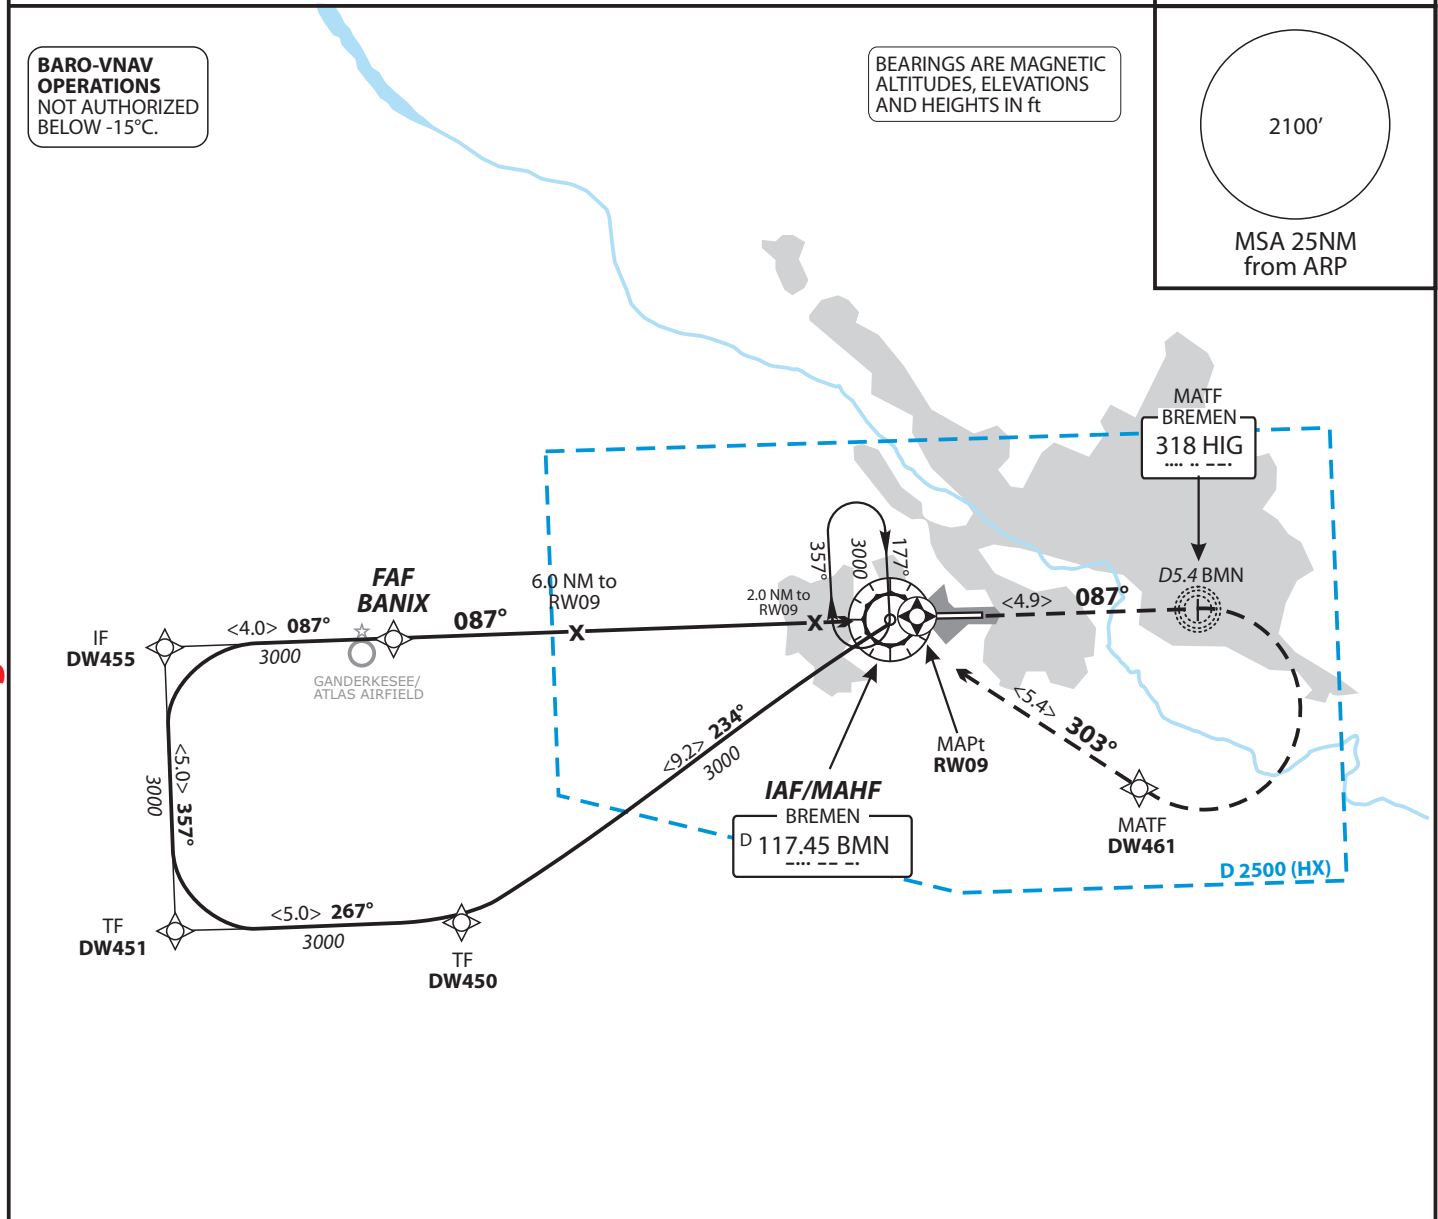 BARO-VNAV
OPERATIONS
NOT AUTHORIZED
BELOW -15°C.
BEARINGS ARE MAGNETIC
ALTITUDES, ELEVATIONS
AND HEIGHTS IN ft
2100'
MSA 25NM
from ARP
MATF
BREMEN
318 HIG
D5.4 BMN
357°
3000
177°
FAF
BANIX
6.0 NM to
RW09
2.0 NM to
RW09
X
X
<4.9> 087°
087°
<4.0> 087°
3000
IF
DW455
GANDERKESEE/
ATLAS AIRFIELD
<5.4> 303°
<9.2> 234°
3000
MAPt
RW09
<5.0> 357°
3000
IAF/MAHF
BREMEN
D 117.45 BMN
MATF
DW461
D 2500 (HX)
<5.0> 267°
3000
TF
DW451
TF
DW450